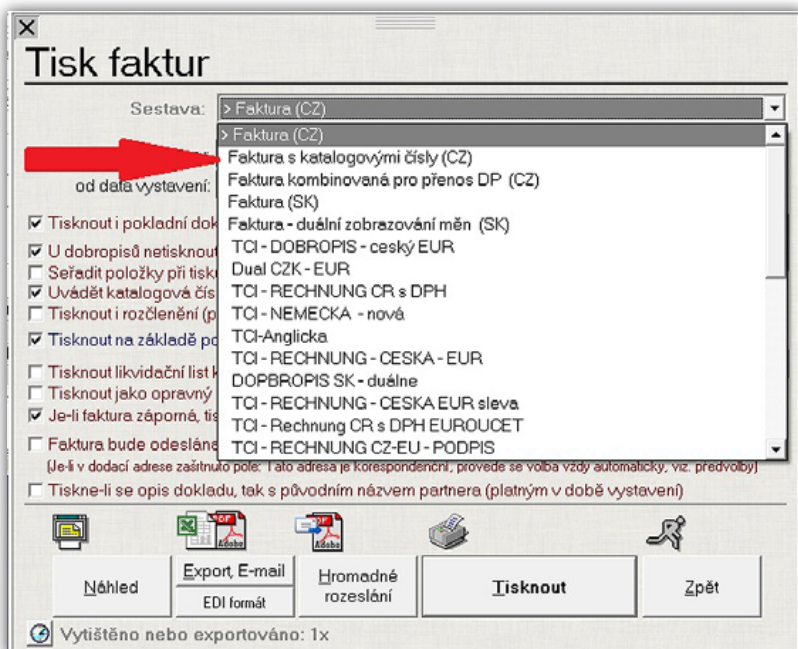 Tisk faktur
Sestava: > Faktura (CZ)
> Faktura (CZ)
Faktura s katalogovými čísly (CZ)
Faktura kombinovaná pro přenos DP (CZ)
od data vystavení:
Faktura (SK)
Faktura - duální zobrazování měn (SK)
Tisknout i pokladní dok
TCI - DOBROPIS - ceský EUR
U dobropisů netisknout
Dual CZK - EUR
Seřadit položky při tisku
TCI - RECHNUNG CR s DPH
Uvádět katalogová čís
TCI - NEMECKA - nová
Tisknout i rozčlenění (p
TCI-Anglicka
Tisknout na základě po
TCI - RECHNUNG - CESKA - EUR
Tisknout likvidační list k
DOPBROPIS SK - duálne
Tisknout jako opravný
TCI - RECHNUNG - CESKA EUR sleva
Je-li faktura záporná, tis
TCI - Rechnung CR s DPH EUROUCET
Faktura bude odeslána
TCI - RECHNUNG CZ-EU - PODPIS
(Je-li v dodací adrese zaštrnuto pole: Tato adresa je korespondenční, provede se volba vždy automaticky, viz. předvolby)
Tiskne-li se opis dokladu, tak s původním názvem partnera (platným v době vystavení)
Adobe
Adobe
Náhled
Export, E-mail
EDI formát
Hromadné
rozeslání
Tisknout
Zpět
Vytištěno nebo exportováno: 1x